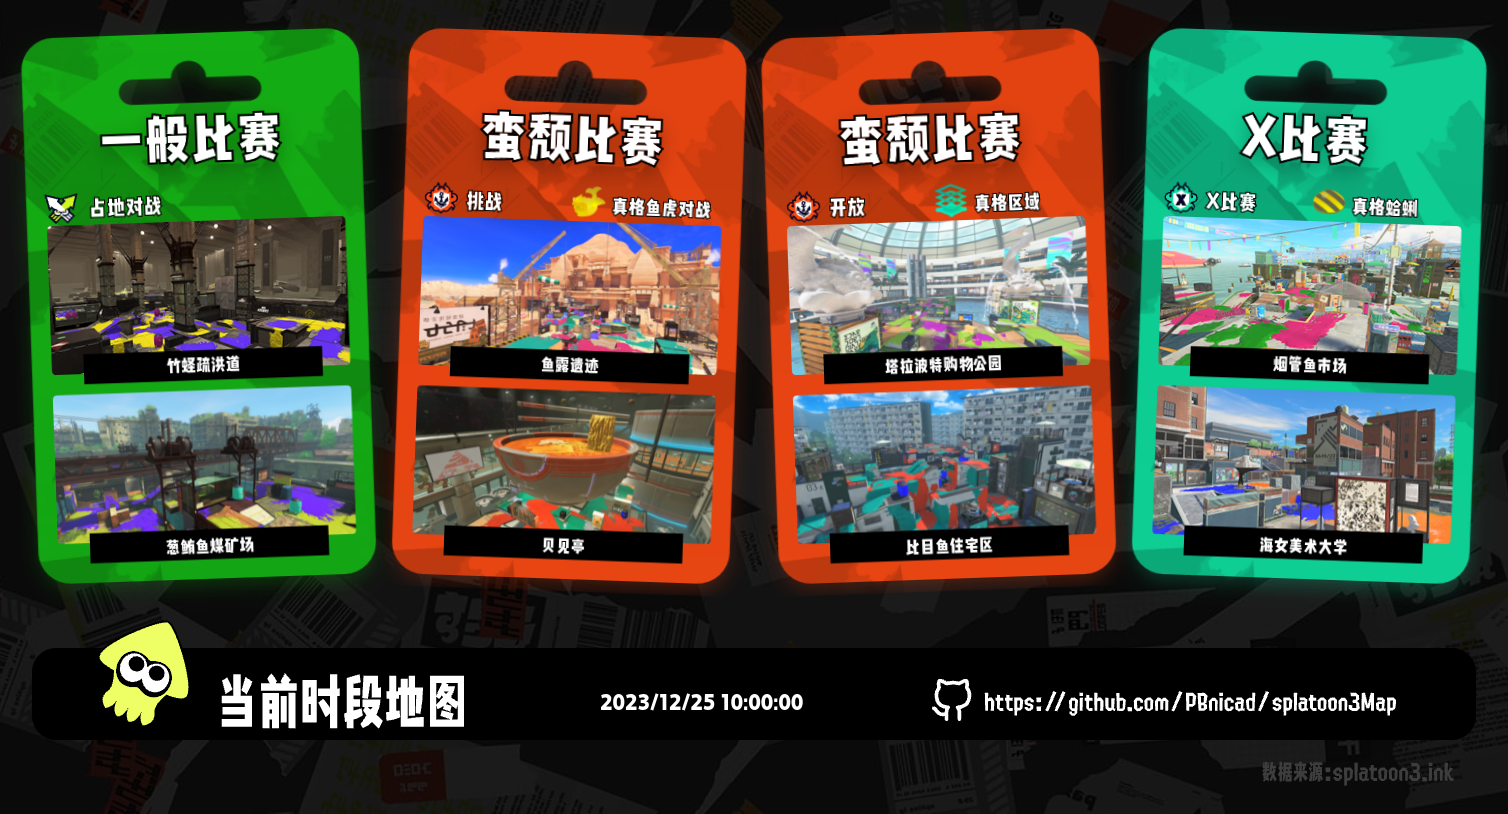 一般比赛
占地对战
竹蛏疏洪道
葱鲔鱼煤矿场
蛮颓比赛
挑战
真格鱼虎对战
鱼露遗迹
贝见亭
蛮颓比赛
开放
真格区域
塔拉波特购物公园
比目鱼住宅区
X比赛
X比赛
真格蛤蜊
烟管鱼市场
海女美术大学
当前时段地图
2023/12/25 10:00:00
https://github.com/PBnicad/splatoon3Map
数据来源:splatoon3.ink